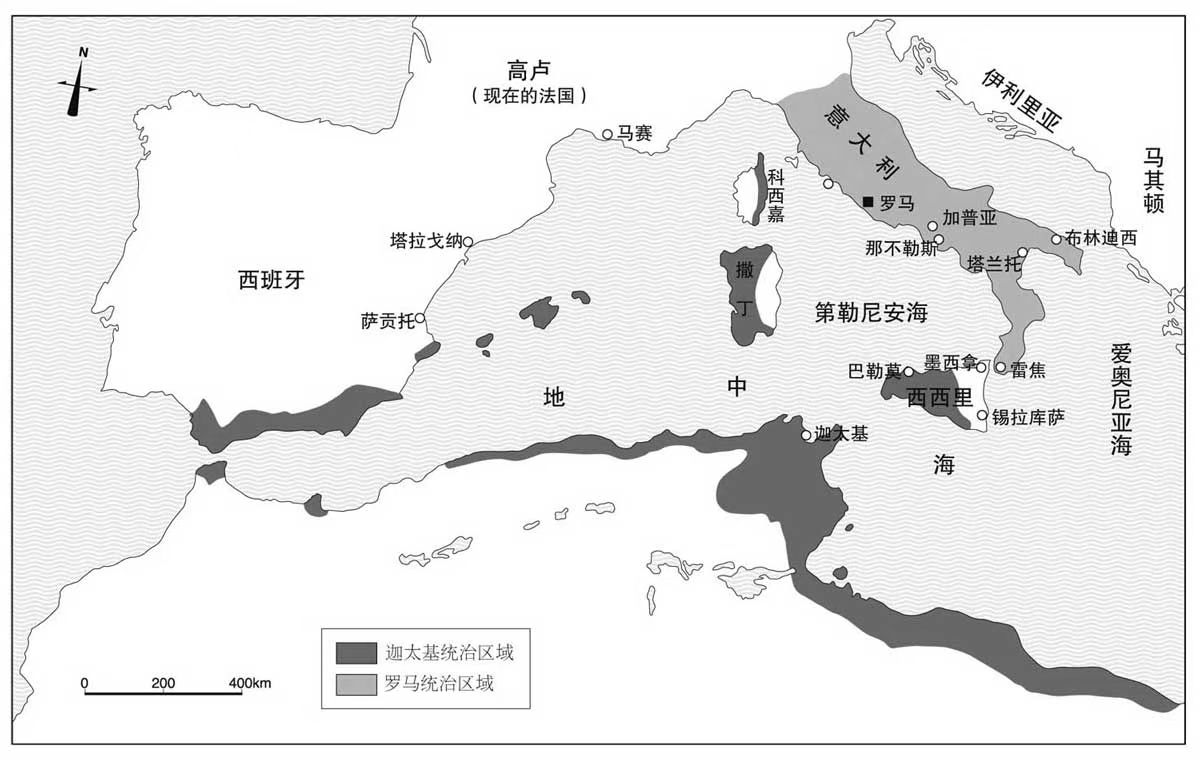 N
高卢
（现在的法国）
伊利里亚
马赛
意大利
马其顿
科西嘉
罗马
加普亚
塔拉戈纳
那不勒斯
布林迪西
塔兰托
西班牙
撒丁
萨贡托
第勒尼安海
爱奥尼亚海
巴勒莫
墨西拿
雷焦
西西里
地中海
锡拉库萨
迦太基
迦太基统治区域
罗马统治区域
0 200 400km